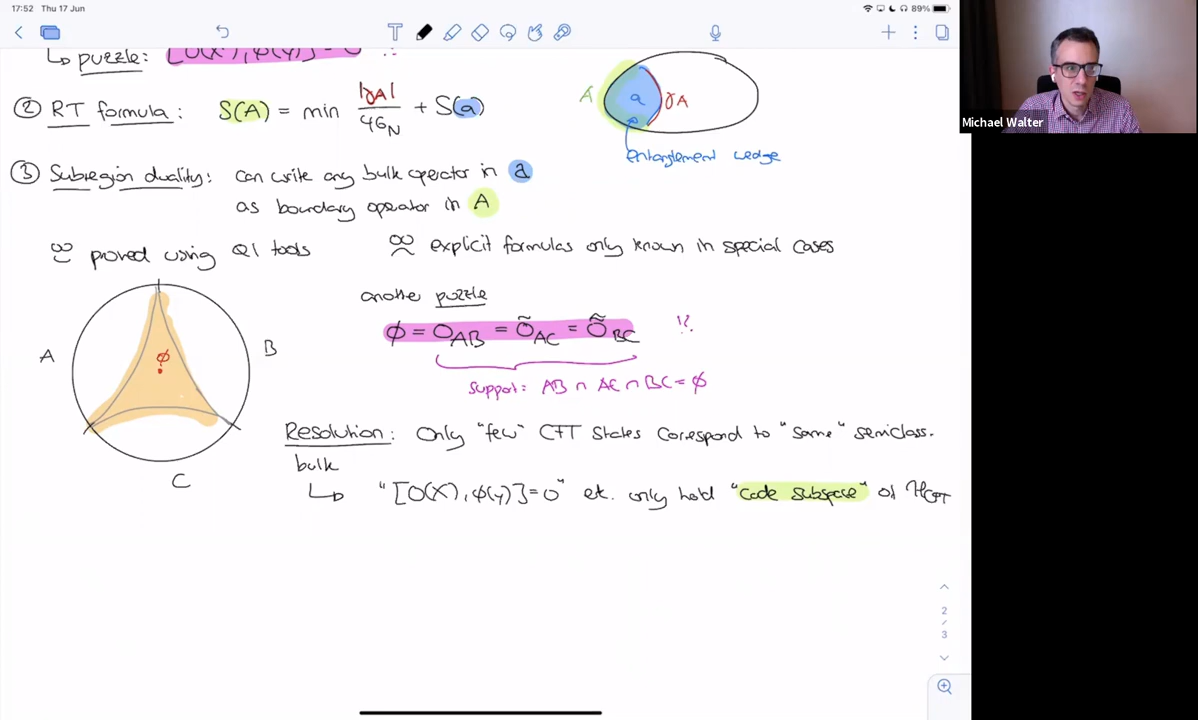 17:52 Thu 17 Jun
89%
↳ puzzle: [O(X), φ(y)] = 0
② RT formula: S(A) = min |γA| / 4G_N + S(a)
A a γA
entanglement wedge
③ Subregion duality: can write any bulk operator in a
as boundary operator in A
proved using QI tools
explicit formulas only known in special cases
another puzzle
φ = O_AB = Õ_AC = Õ̃_BC !?
support: AB ∩ AC ∩ BC = ∅
A φ B
C
Resolution: Only "few" CFT states correspond to "same" semiclass.
bulk
↳ "[O(X), φ(y)] = 0" etc. only hold "code subspace" of H_CFT
2
/
3
Michael Walter